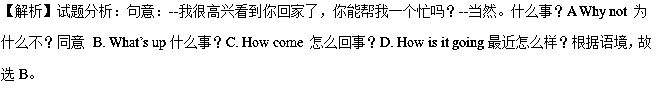 【解析】试题分析：句意：--我很高兴看到你回家了，你能帮我一个忙吗？--当然。什么事？A Why not 为
什么不？同意 B. What's up 什么事？C. How come 怎么回事？D. How is it going 最近怎么样？根据语境，故
选 B。